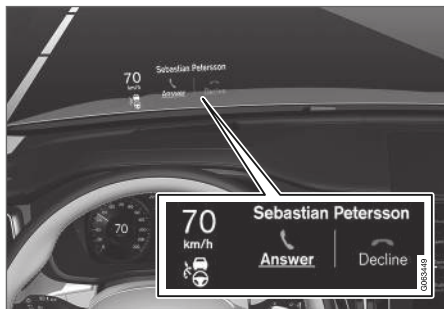 70
km/h
Sebastian Petersson
Answer
Decline
70
70
km/h
Sebastian Petersson
Answer
Decline
G063449